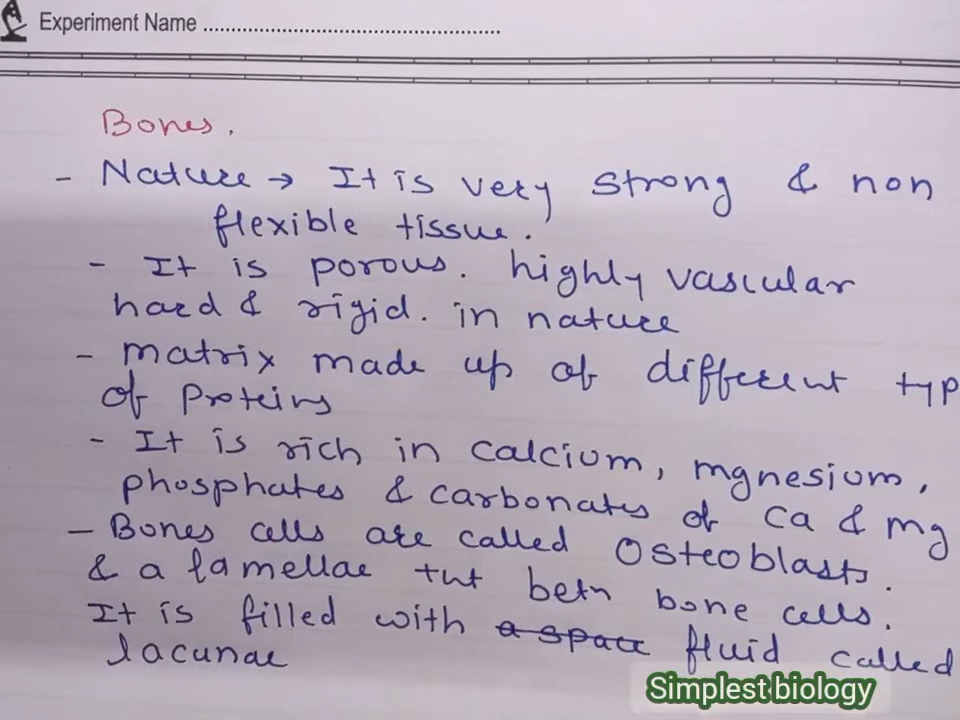 Experiment Name ..................................................
Bones.
- Nature → It is very strong & non
flexible tissue.
- It is porous. highly vascular
hard & rigid. in nature
- matrix made up of different typ
of Proteins
- It is rich in calcium, mgnesium,
phosphates & carbonates of Ca & mg
- Bones cells are called Osteoblasts.
& a lamellae tht betn bone cells.
It is filled with a space fluid called
lacunae
Simplest biology